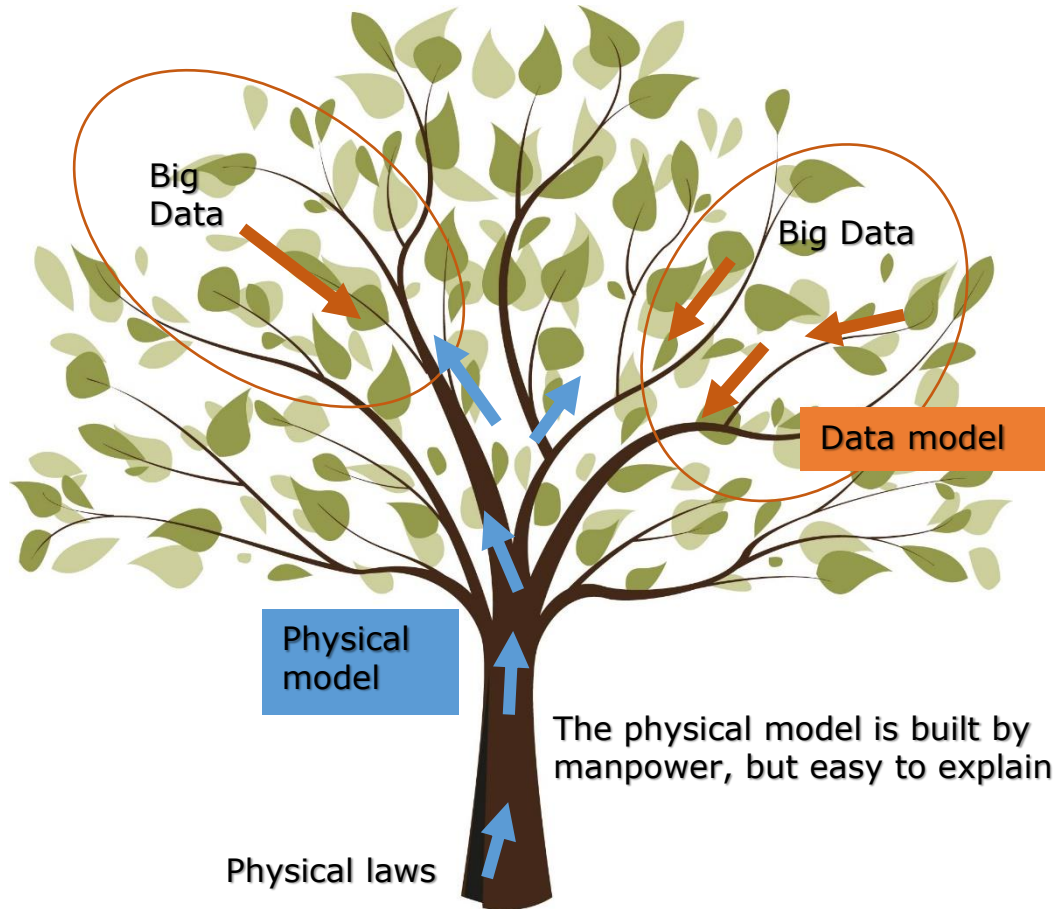 Big
Data
Big Data
Data model
Physical
model
The physical model is built by
manpower, but easy to explain
Physical laws